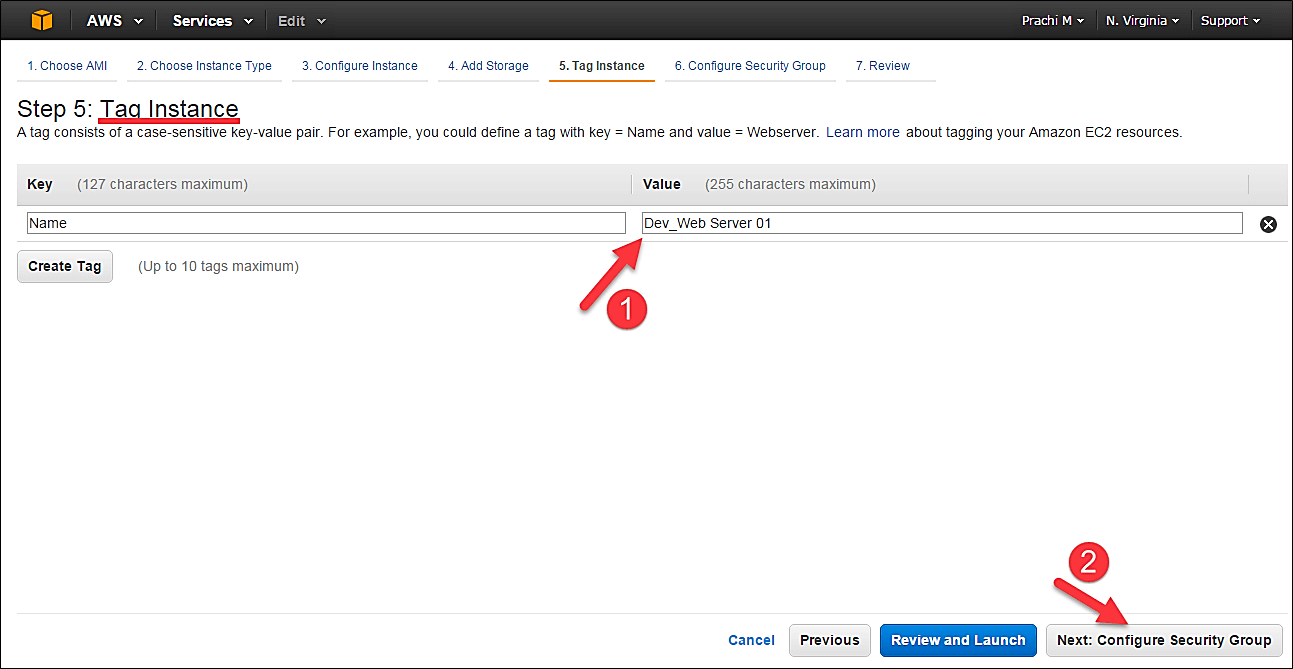 AWS Services Edit Prachi M N. Virginia Support
1. Choose AMI 2. Choose Instance Type 3. Configure Instance 4. Add Storage 5. Tag Instance 6. Configure Security Group 7. Review
Step 5: Tag Instance
A tag consists of a case-sensitive key-value pair. For example, you could define a tag with key = Name and value = Webserver. Learn more about tagging your Amazon EC2 resources.
Key (127 characters maximum) Value (255 characters maximum)
Name Dev_Web Server 01
Create Tag (Up to 10 tags maximum)
1
2
Cancel Previous Review and Launch Next: Configure Security Group